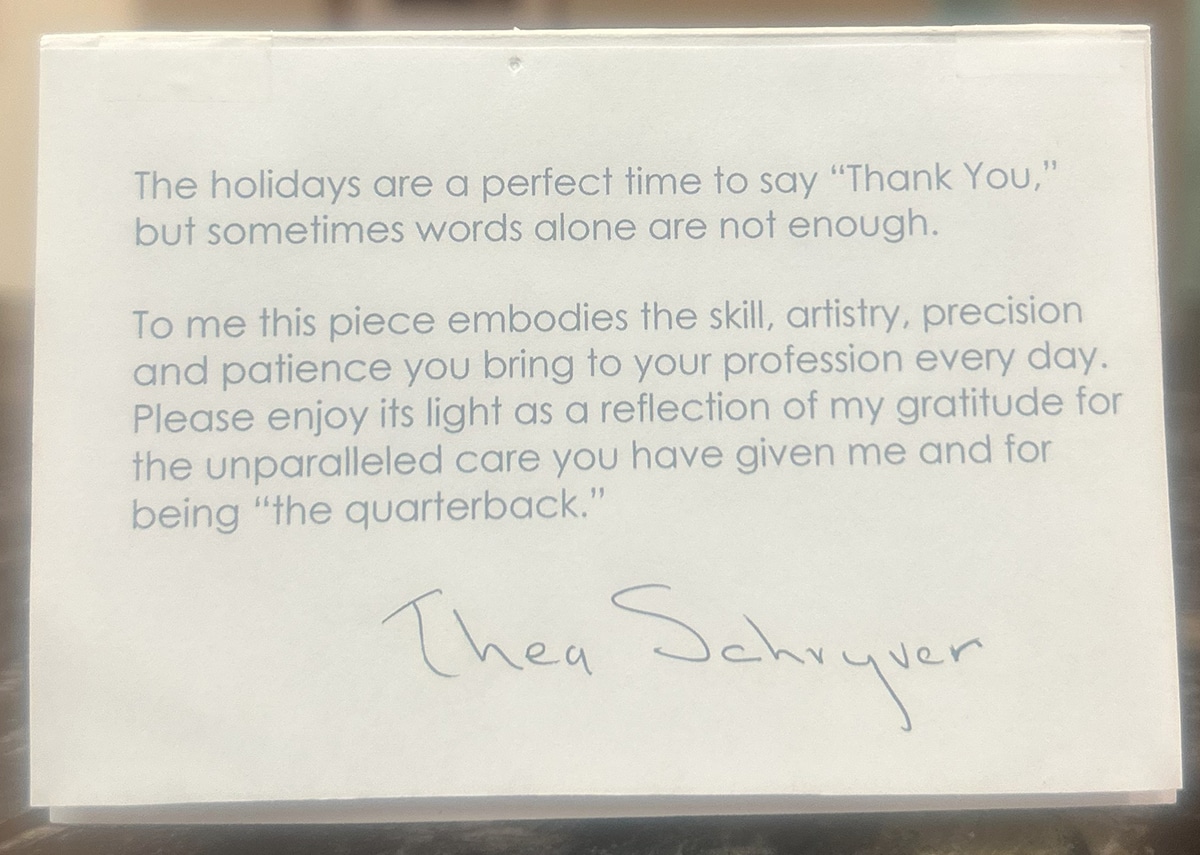 The holidays are a perfect time to say “Thank You,”
but sometimes words alone are not enough.
To me this piece embodies the skill, artistry, precision
and patience you bring to your profession every day.
Please enjoy its light as a reflection of my gratitude for
the unparalleled care you have given me and for
being “the quarterback.”
Thea Schryver